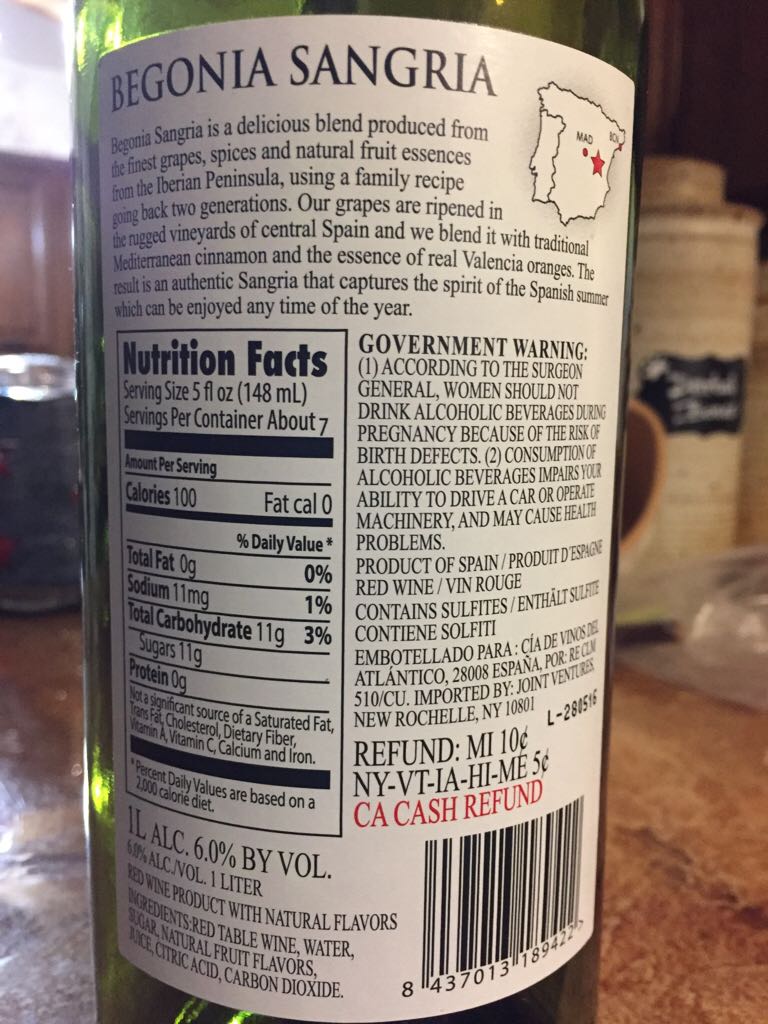 BEGONIA SANGRIA
Begonia Sangria is a delicious blend produced from
the finest grapes, spices and natural fruit essences
from the Iberian Peninsula, using a family recipe
going back two generations. Our grapes are ripened in
the rugged vineyards of central Spain and we blend it with traditional
Mediterranean cinnamon and the essence of real Valencia oranges. The
result is an authentic Sangria that captures the spirit of the Spanish summer
which can be enjoyed any time of the year.
MAD BCN
Nutrition Facts
Serving Size 5 fl oz (148 mL)
Servings Per Container About 7
Amount Per Serving
Calories 100 Fat cal 0
% Daily Value *
Total Fat 0g 0%
Sodium 11mg 1%
Total Carbohydrate 11g 3%
Sugars 11g
Protein 0g
Not a significant source of a Saturated Fat,
Trans Fat, Cholesterol, Dietary Fiber,
Vitamin A, Vitamin C, Calcium and Iron.
*Percent Daily Values are based on a
2,000 calorie diet.
GOVERNMENT WARNING:
(1) ACCORDING TO THE SURGEON
GENERAL, WOMEN SHOULD NOT
DRINK ALCOHOLIC BEVERAGES DURING
PREGNANCY BECAUSE OF THE RISK OF
BIRTH DEFECTS. (2) CONSUMPTION OF
ALCOHOLIC BEVERAGES IMPAIRS YOUR
ABILITY TO DRIVE A CAR OR OPERATE
MACHINERY, AND MAY CAUSE HEALTH
PROBLEMS.
PRODUCT OF SPAIN / PRODUIT D'ESPAGNE
RED WINE / VIN ROUGE
CONTAINS SULFITES / ENTHÄLT SULFITE
CONTIENE SOLFITI
EMBOTELLADO PARA : CÍA DE VINOS DEL
ATLÁNTICO, 28008 ESPAÑA, POR: RE CLM
510/CU. IMPORTED BY: JOINT VENTURES,
NEW ROCHELLE, NY 10801
L-280516
REFUND: MI 10¢
NY-VT-IA-HI-ME 5¢
CA CASH REFUND
1L ALC. 6.0% BY VOL.
6.0% ALC./VOL. 1 LITER
RED WINE PRODUCT WITH NATURAL FLAVORS
INGREDIENTS:RED TABLE WINE, WATER,
SUGAR, NATURAL FRUIT FLAVORS,
JUICE, CITRIC ACID, CARBON DIOXIDE.
8 437013 189422 >